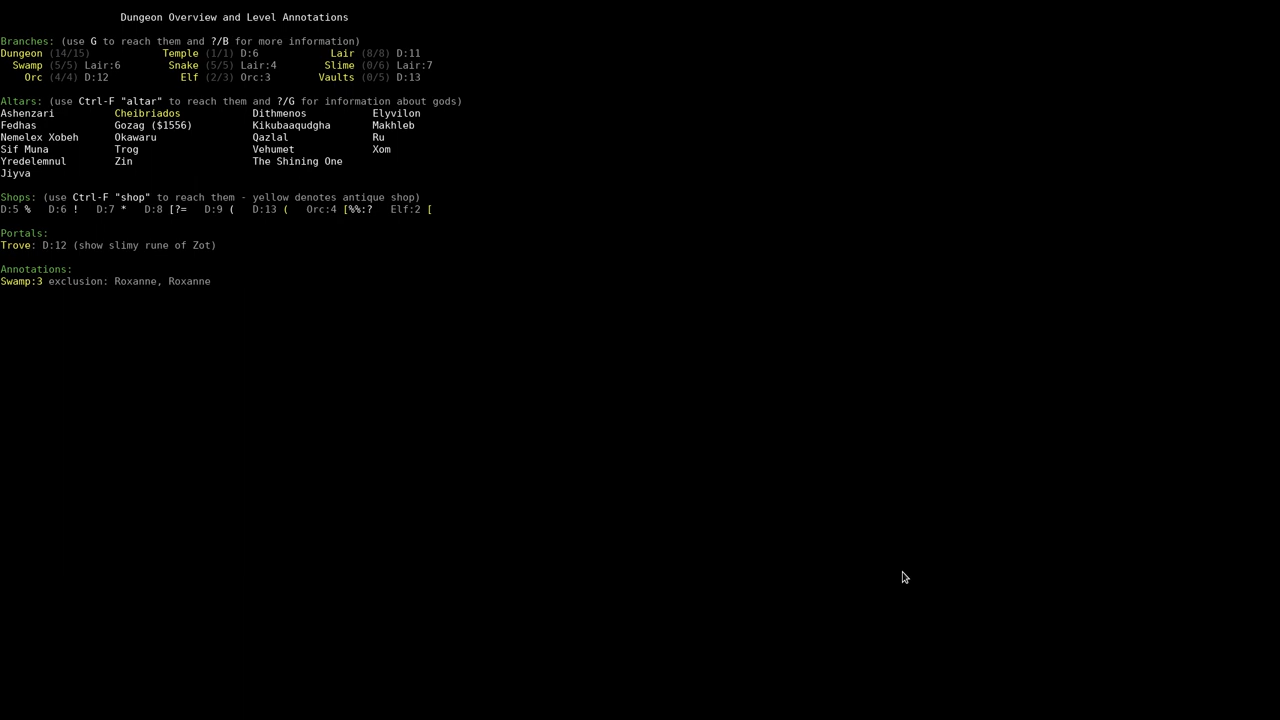 Dungeon Overview and Level Annotations
Branches: (use G to reach them and ?/B for more information)
Dungeon (14/15) Temple (1/1) D:6 Lair (8/8) D:11
Swamp (5/5) Lair:6 Snake (5/5) Lair:4 Slime (0/6) Lair:7
Orc (4/4) D:12 Elf (2/3) Orc:3 Vaults (0/5) D:13
Altars: (use Ctrl-F "altar" to reach them and ?/G for information about gods)
Ashenzari Cheibriados Dithmenos Elyvilon
Fedhas Gozag ($1556) Kikubaaqudgha Makhleb
Nemelex Xobeh Okawaru Qazlal Ru
Sif Muna Trog Vehumet Xom
Yredelemnul Zin The Shining One
Jiyva
Shops: (use Ctrl-F "shop" to reach them - yellow denotes antique shop)
D:5 % D:6 ! D:7 * D:8 [?= D:9 ( D:13 ( Orc:4 [%%:? Elf:2 [
Portals:
Trove: D:12 (show slimy rune of Zot)
Annotations:
Swamp:3 exclusion: Roxanne, Roxanne